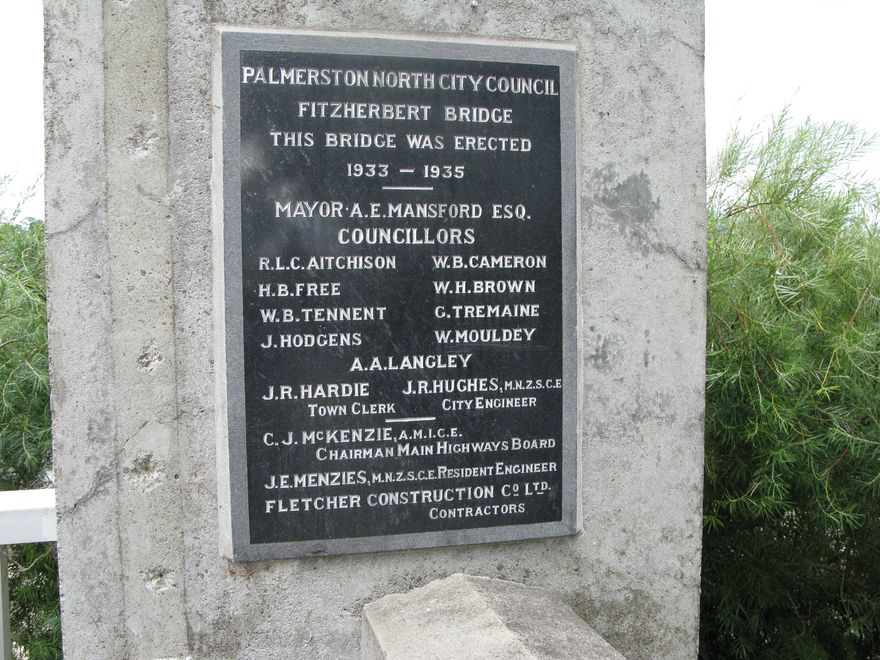 PALMERSTON NORTH CITY COUNCIL
FITZHERBERT BRIDGE
THIS BRIDGE WAS ERECTED
1933 — 1935
MAYOR·A.E.MANSFORD ESQ.
COUNCILLORS
R.L.C.AITCHISON W.B.CAMERON
H.B.FREE W.H.BROWN
W.B.TENNENT G.TREMAINE
J.HODGENS W.MOULDEY
A.A.LANGLEY
J.R.HARDIE J.R.HUGHES, M.N.Z.S.C.E
TOWN CLERK CITY ENGINEER
C.J.MCKENZIE, A.M.I.C.E.
CHAIRMAN MAIN HIGHWAYS BOARD
J.E.MENZIES, M.N.Z.S.C.E. RESIDENT ENGINEER
FLETCHER CONSTRUCTION CO LTD.
CONTRACTORS